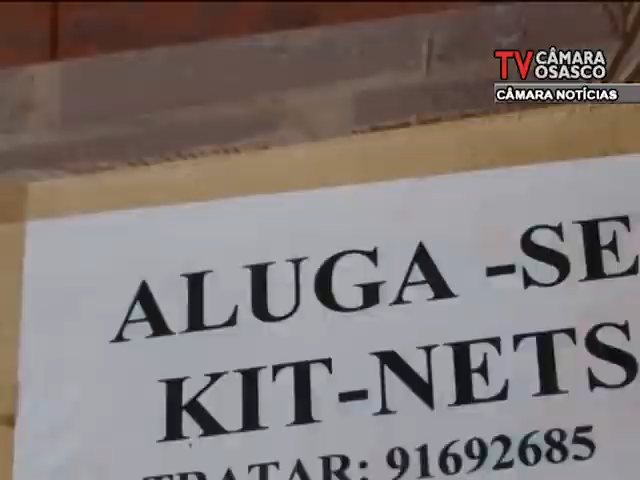 TV CÂMARA
OSASCO
CÂMARA NOTÍCIAS
ALUGA -SE
KIT-NETS
TRATAR: 91692685